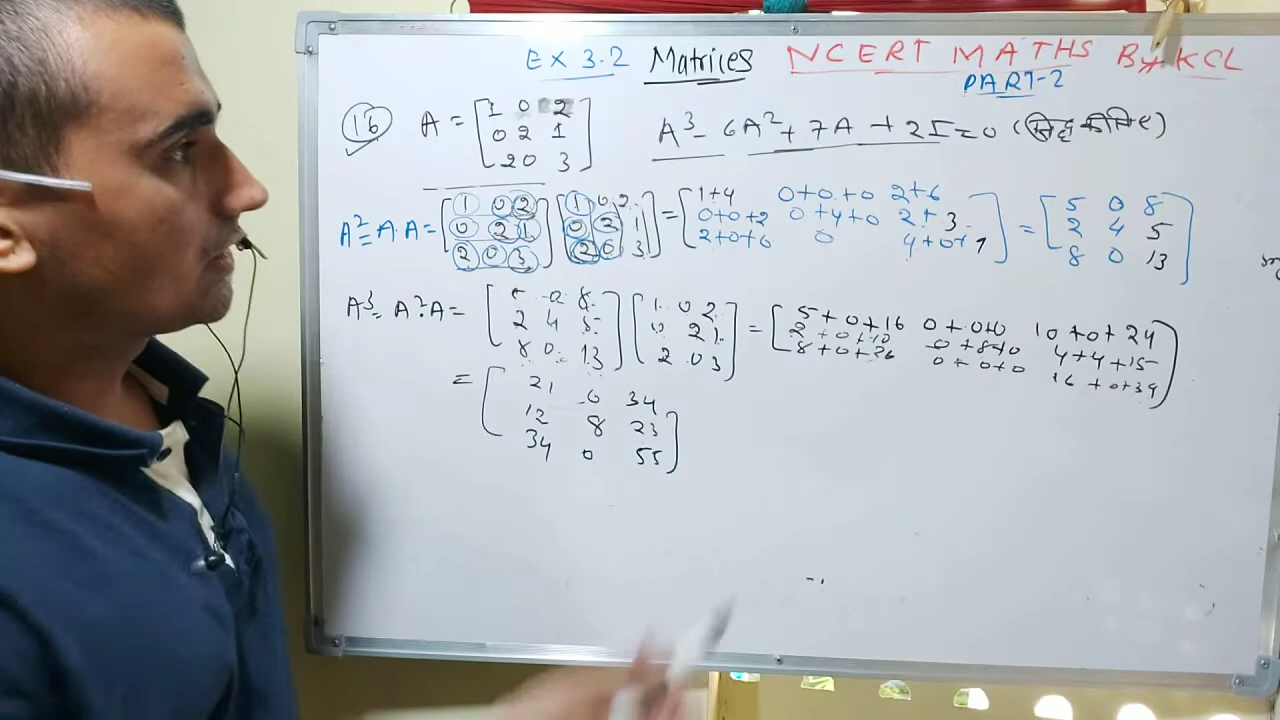 EX 3.2 Matrices NCERT MATHS By KCL
PART-2
16 A = [1 0 2
0 2 1
2 0 3]
A³ - 6A² + 7A + 2I = 0 (सिद्ध कीजिए)
A² = A·A = [1 0 2
0 2 1
2 0 3] [1 0 2
0 2 1
2 0 3] = [1+4 0+0+0 2+6
0+0+2 0+4+0 2+3
2+0+6 0 4+0+9] = [5 0 8
2 4 5
8 0 13]
A³ = A²·A = [5 0 8
2 4 5
8 0 13] [1 0 2
0 2 1
2 0 3] = [5+0+16 0+0+0 10+0+24
2+0+10 0+8+0 4+4+15
8+0+26 0+0+0 16+0+39]
= [21 0 34
12 8 23
34 0 55]